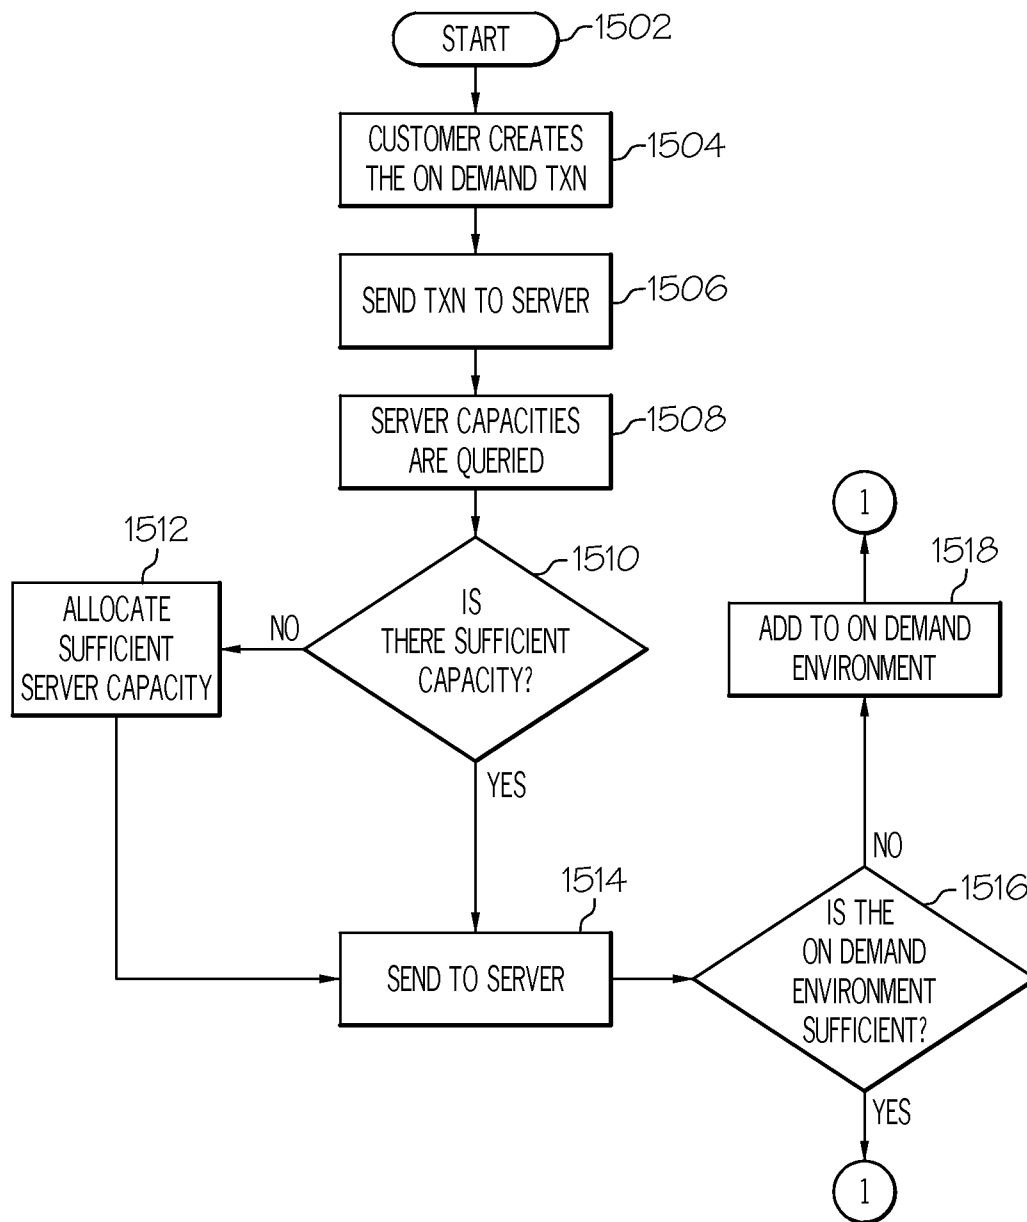 START
1502
CUSTOMER CREATES
THE ON DEMAND TXN
1504
SEND TXN TO SERVER
1506
SERVER CAPACITIES
ARE QUERIED
1508
IS
THERE SUFFICIENT
CAPACITY?
1510
NO
YES
1512
ALLOCATE
SUFFICIENT
SERVER CAPACITY
1514
SEND TO SERVER
1516
IS THE
ON DEMAND
ENVIRONMENT
SUFFICIENT?
NO
YES
1518
ADD TO ON DEMAND
ENVIRONMENT
1
1